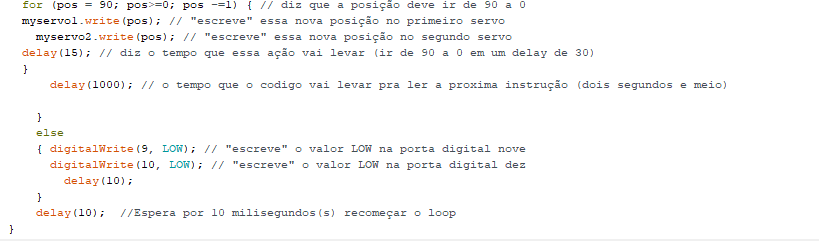 for (pos = 90; pos>=0; pos -=1) { // diz que a posição deve ir de 90 a 0
myservo1.write(pos); // "escreve" essa nova posição no primeiro servo
myservo2.write(pos); // "escreve" essa nova posição no segundo servo
delay(15); // diz o tempo que essa ação vai levar (ir de 90 a 0 em um delay de 30)
}
delay(1000); // o tempo que o codigo vai levar pra ler a proxima instrução (dois segundos e meio)
}
else
{ digitalWrite(9, LOW); // "escreve" o valor LOW na porta digital nove
digitalWrite(10, LOW); // "escreve" o valor LOW na porta digital dez
delay(10);
}
delay(10); //Espera por 10 milisegundos(s) recomeçar o loop
}